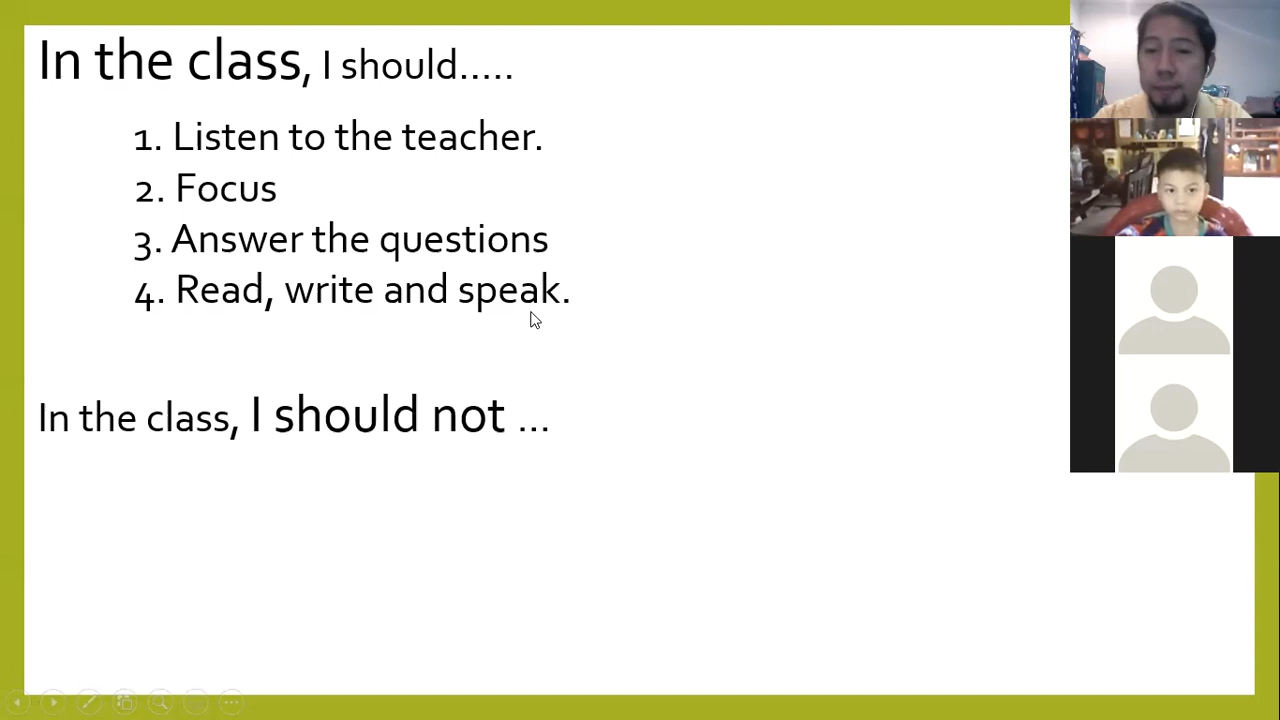 In the class, I should.....
1. Listen to the teacher.
2. Focus
3. Answer the questions
4. Read, write and speak.
In the class, I should not ...